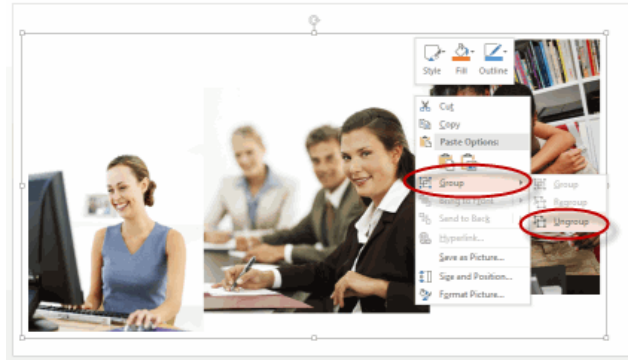 Style Fill Outline
Cut
Copy
Paste Options:
Group
Group
Bring to Front
Regroup
Send to Back
Ungroup
Hyperlink...
Save as Picture...
Size and Position...
Format Picture...